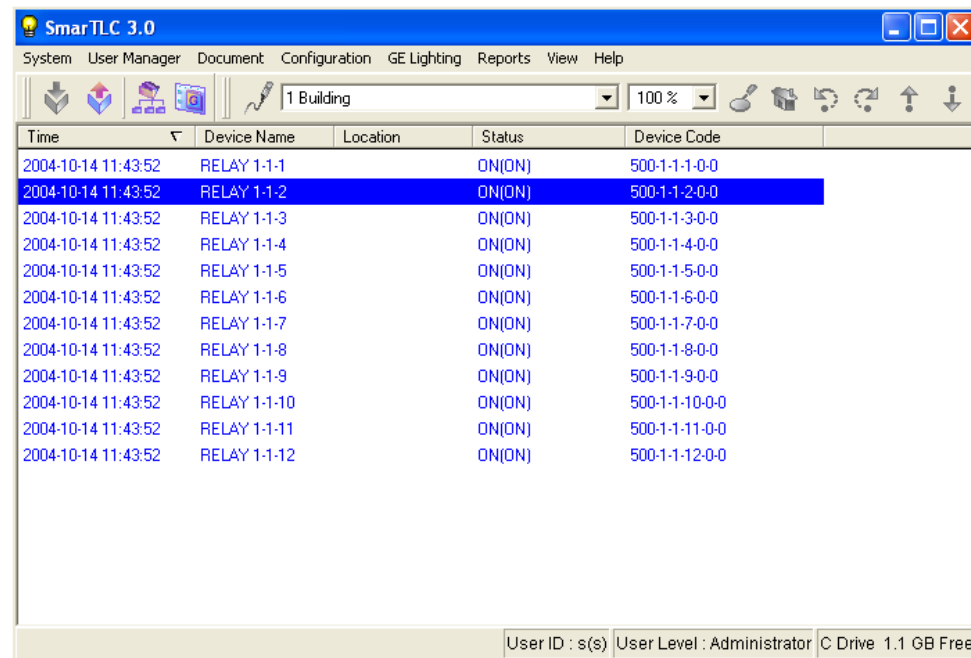 SmarTLC 3.0
System User Manager Document Configuration GE Lighting Reports View Help
1 Building 100 %
Time Device Name Location Status Device Code
2004-10-14 11:43:52 RELAY 1-1-1 ON(ON) 500-1-1-1-0-0
2004-10-14 11:43:52 RELAY 1-1-2 ON(ON) 500-1-1-2-0-0
2004-10-14 11:43:52 RELAY 1-1-3 ON(ON) 500-1-1-3-0-0
2004-10-14 11:43:52 RELAY 1-1-4 ON(ON) 500-1-1-4-0-0
2004-10-14 11:43:52 RELAY 1-1-5 ON(ON) 500-1-1-5-0-0
2004-10-14 11:43:52 RELAY 1-1-6 ON(ON) 500-1-1-6-0-0
2004-10-14 11:43:52 RELAY 1-1-7 ON(ON) 500-1-1-7-0-0
2004-10-14 11:43:52 RELAY 1-1-8 ON(ON) 500-1-1-8-0-0
2004-10-14 11:43:52 RELAY 1-1-9 ON(ON) 500-1-1-9-0-0
2004-10-14 11:43:52 RELAY 1-1-10 ON(ON) 500-1-1-10-0-0
2004-10-14 11:43:52 RELAY 1-1-11 ON(ON) 500-1-1-11-0-0
2004-10-14 11:43:52 RELAY 1-1-12 ON(ON) 500-1-1-12-0-0
User ID : s(s) User Level : Administrator C Drive 1.1 GB Free